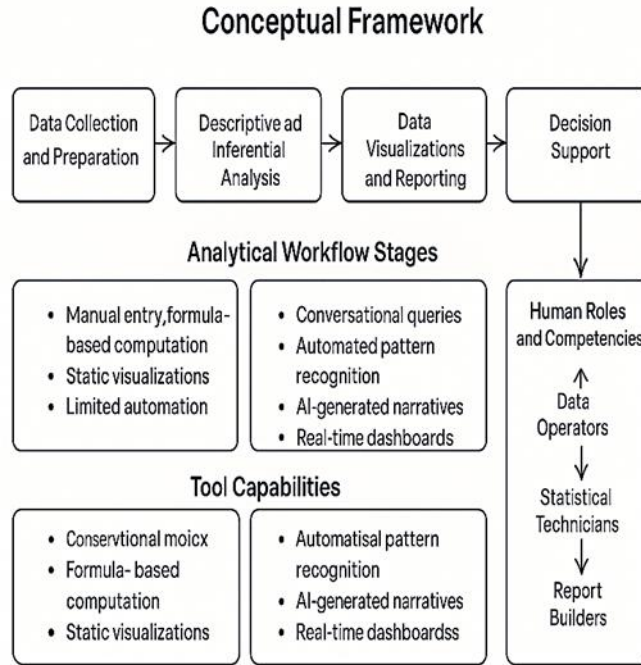 Conceptual Framework
Data Collection
and Preparation
Descriptive ad
Inferential
Analysis
Data
Visualizations
and Reporting
Decision
Support
Analytical Workflow Stages
• Manual entry,formula-
based computation
• Static visualizations
• Limited automation
• Conversational queries
• Automated pattern
recognition
• AI-generated narratives
• Real-time dashboards
Human Roles
and Competencies
Data
Operators
Statistical
Technicians
Report
Builders
Tool Capabilities
• Conservtional moicx
• Formula- based
computation
• Static visualizations
• Automatisal pattern
recognition
• AI-generated narratives
• Real-time dashboardss